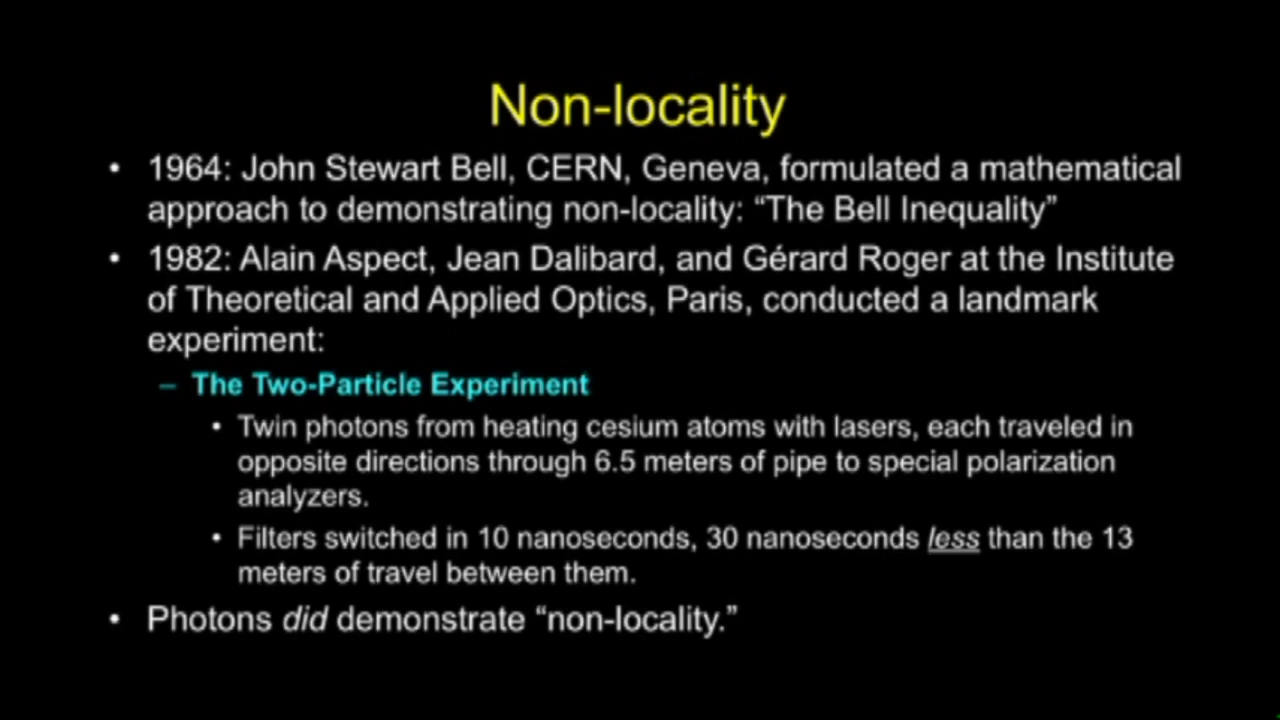 Non-locality
• 1964: John Stewart Bell, CERN, Geneva, formulated a mathematical
approach to demonstrating non-locality: “The Bell Inequality”
• 1982: Alain Aspect, Jean Dalibard, and Gérard Roger at the Institute
of Theoretical and Applied Optics, Paris, conducted a landmark
experiment:
– The Two-Particle Experiment
• Twin photons from heating cesium atoms with lasers, each traveled in
opposite directions through 6.5 meters of pipe to special polarization
analyzers.
• Filters switched in 10 nanoseconds, 30 nanoseconds less than the 13
meters of travel between them.
• Photons did demonstrate “non-locality.”